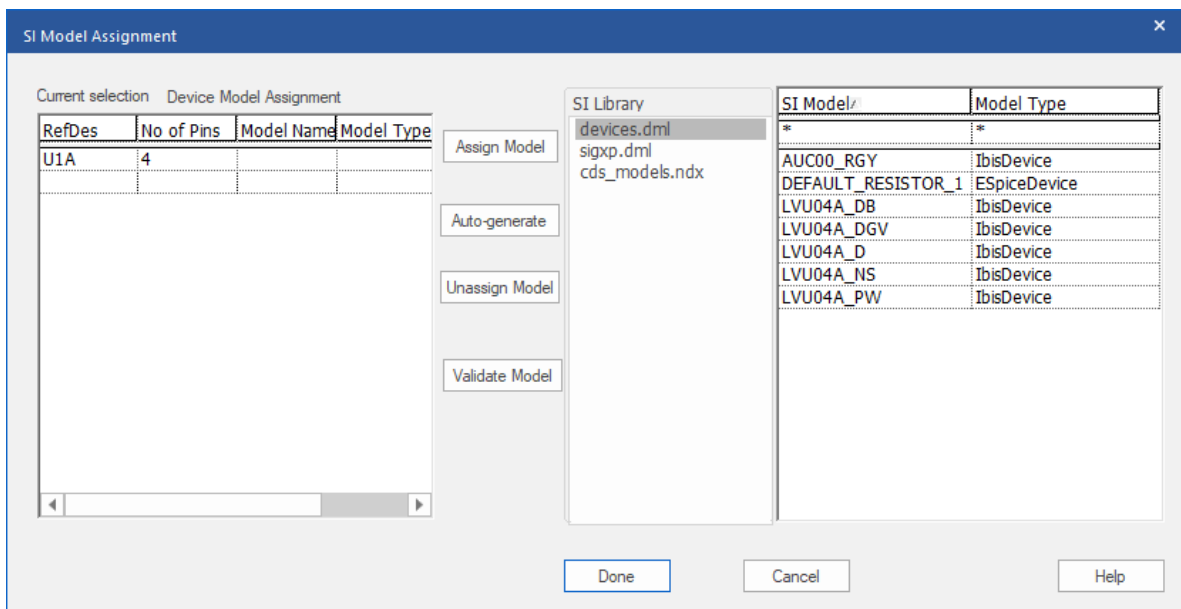 SI Model Assignment
Current selection Device Model Assignment
RefDes No of Pins Model Name Model Type
U1A 4
Assign Model
Auto-generate
Unassign Model
Validate Model
SI Library
devices.dml
sigxp.dml
cds_models.ndx
SI Model Model Type
* *
AUC00_RGY IbisDevice
DEFAULT_RESISTOR_1 ESpiceDevice
LVU04A_DB IbisDevice
LVU04A_DGV IbisDevice
LVU04A_D IbisDevice
LVU04A_NS IbisDevice
LVU04A_PW IbisDevice
Done Cancel Help